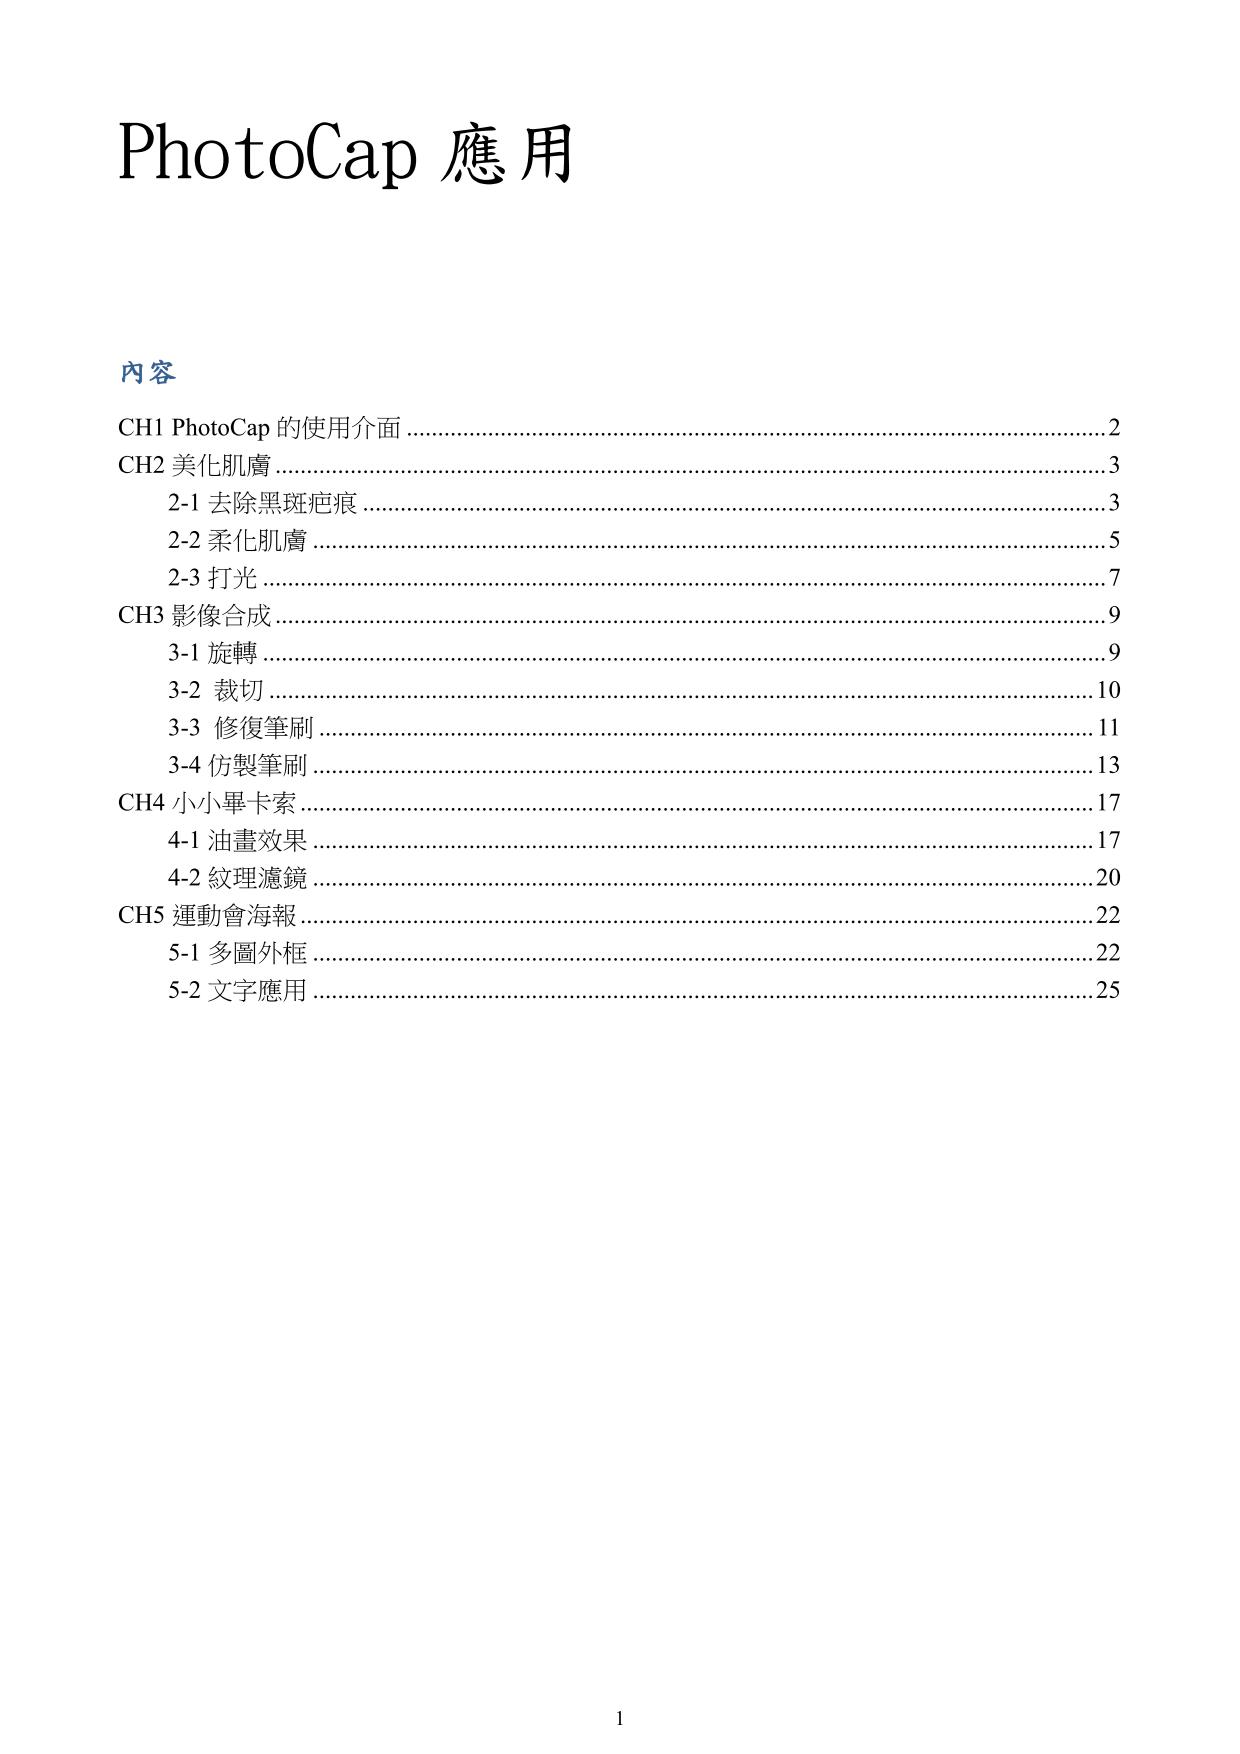 PhotoCap 應用
內容
CH1 PhotoCap 的使用介面 ........ 2
CH2 美化肌膚 ........ 3
2-1 去除黑斑疤痕 ........ 3
2-2 柔化肌膚 ........ 5
2-3 打光 ........ 7
CH3 影像合成 ........ 9
3-1 旋轉 ........ 9
3-2 裁切 ........ 10
3-3 修復筆刷 ........ 11
3-4 仿製筆刷 ........ 13
CH4 小小畢卡索 ........ 17
4-1 油畫效果 ........ 17
4-2 紋理濾鏡 ........ 20
CH5 運動會海報 ........ 22
5-1 多圖外框 ........ 22
5-2 文字應用 ........ 25
1